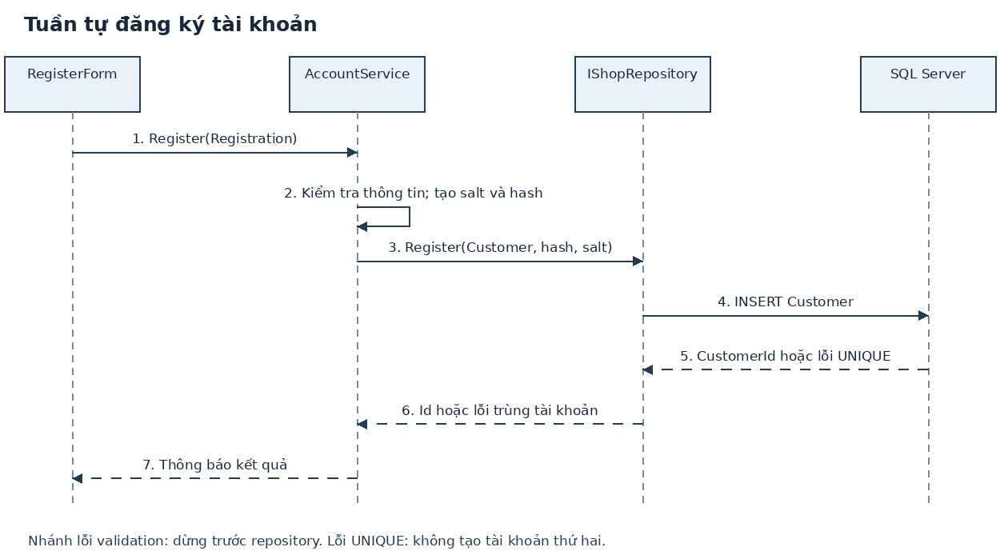 Tuần tự đăng ký tài khoản
RegisterForm
AccountService
IShopRepository
SQL Server
1. Register(Registration)
2. Kiểm tra thông tin; tạo salt và hash
3. Register(Customer, hash, salt)
4. INSERT Customer
5. CustomerId hoặc lỗi UNIQUE
6. Id hoặc lỗi trùng tài khoản
7. Thông báo kết quả
Nhánh lỗi validation: dừng trước repository. Lỗi UNIQUE: không tạo tài khoản thứ hai.